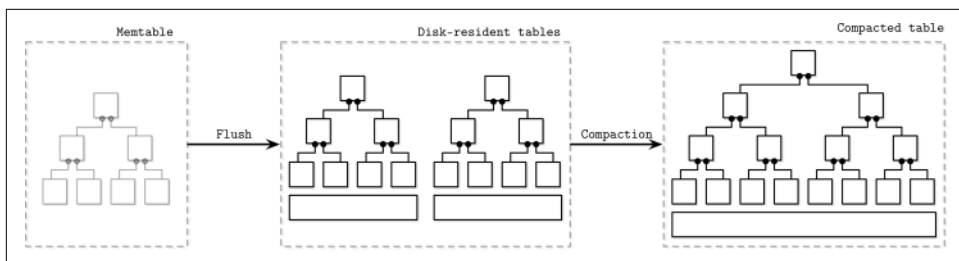 Memtable
Disk-resident tables
Compacted table
Flush
Compaction